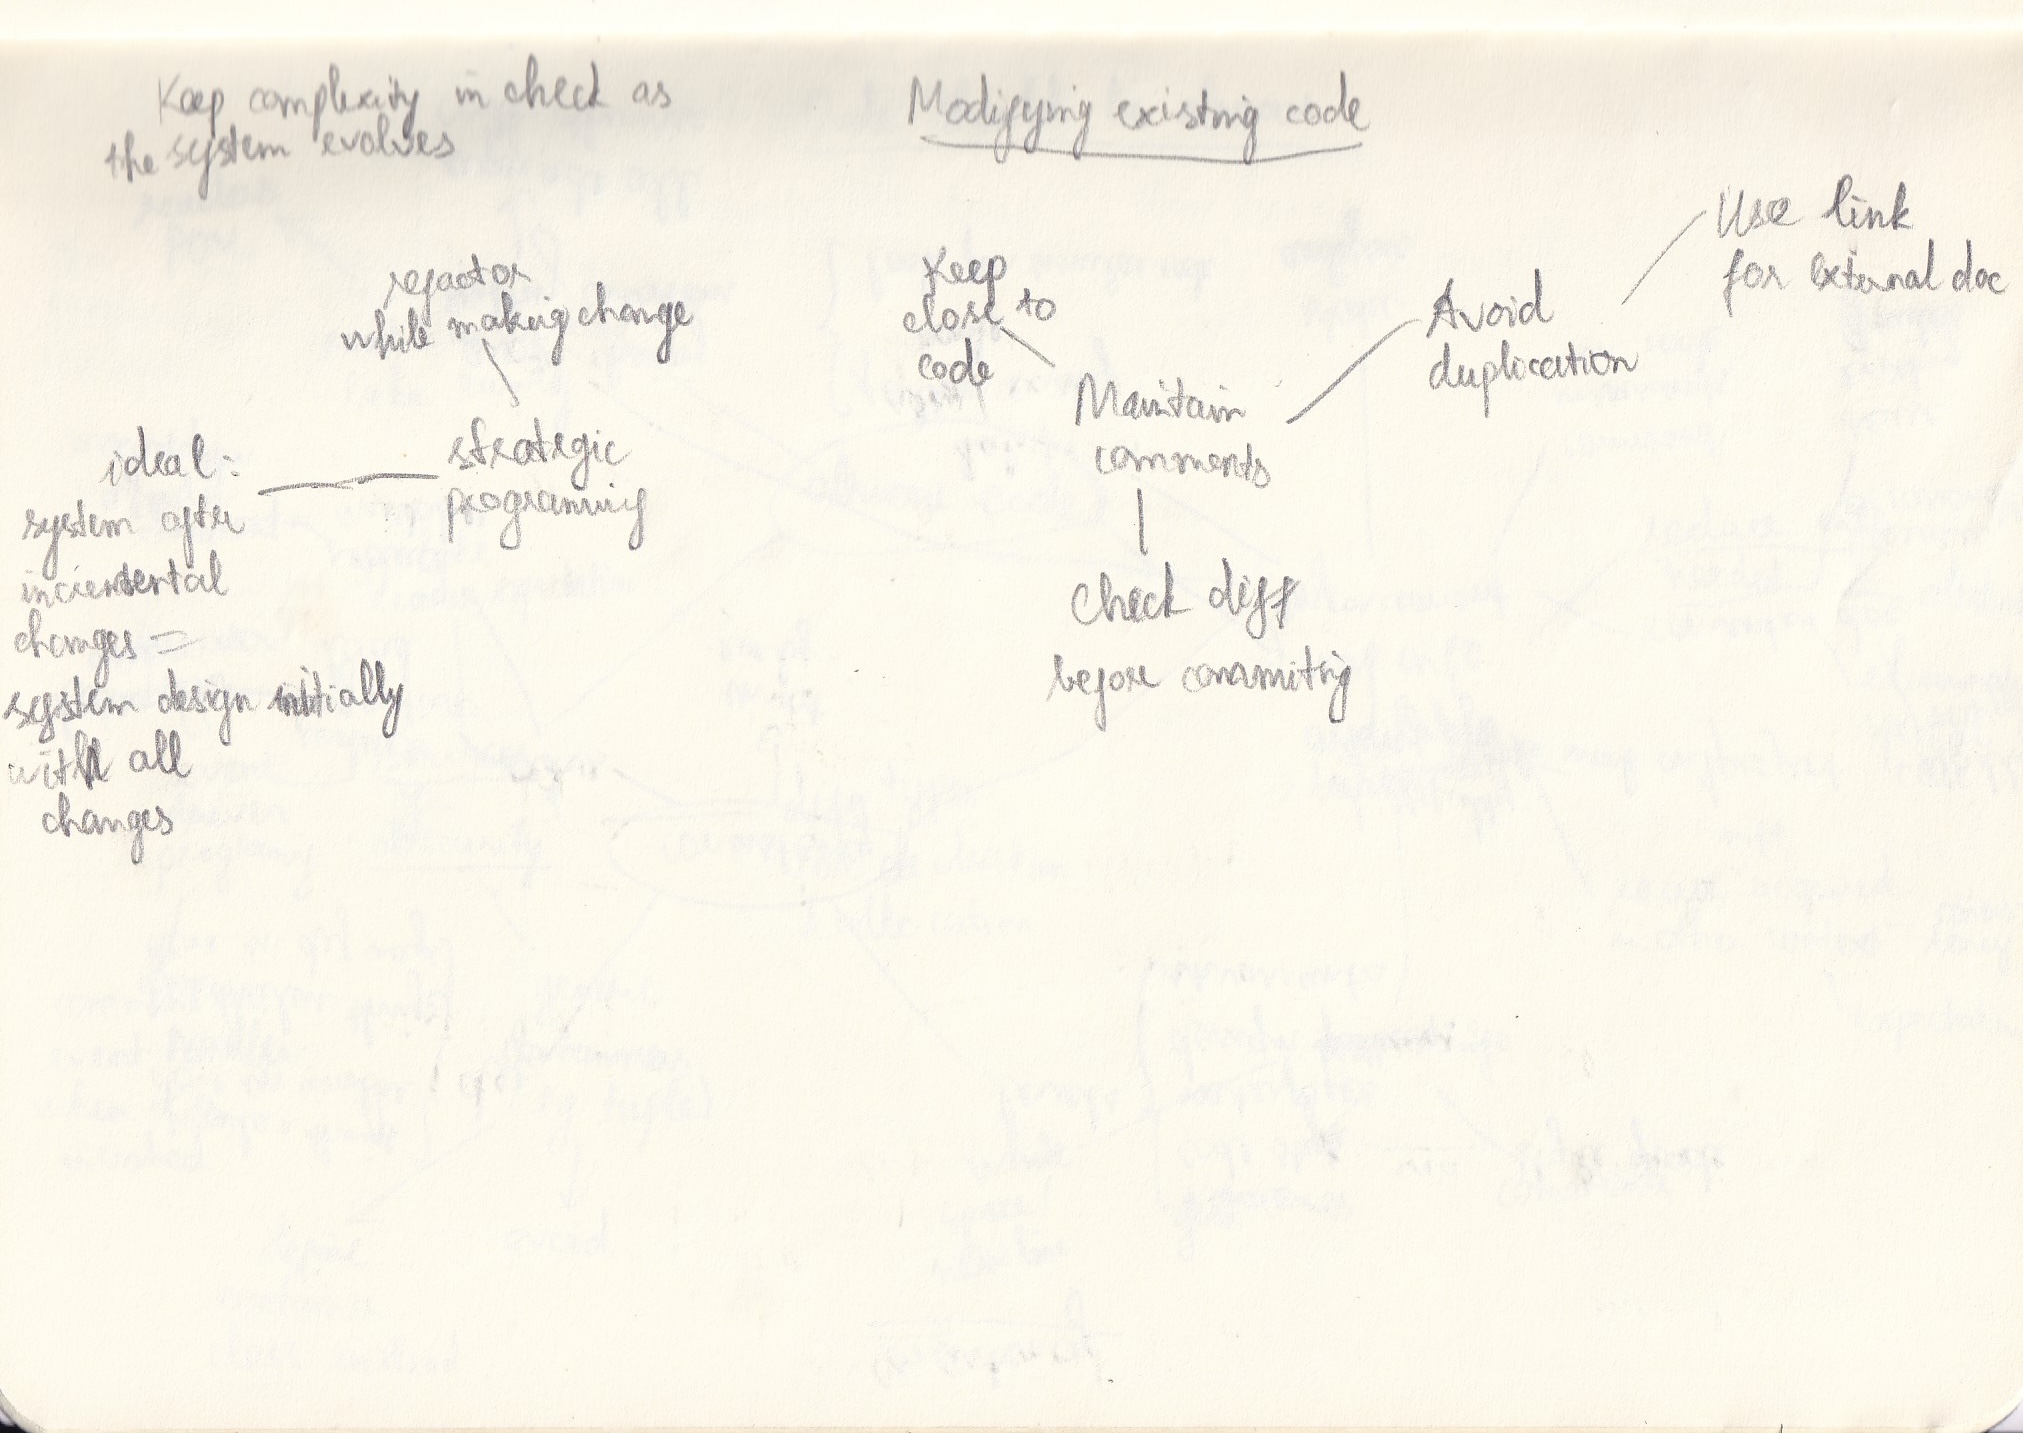 Keep complexity in check as
the system evolves
Modifying existing code
refactor
while making change
strategic
programming
ideal:
system after
changes =
system design initially
with all
changes
Keep
close to
code
Maintain
comments
Avoid
duplication
Use link
for external doc
Check diff
before commiting